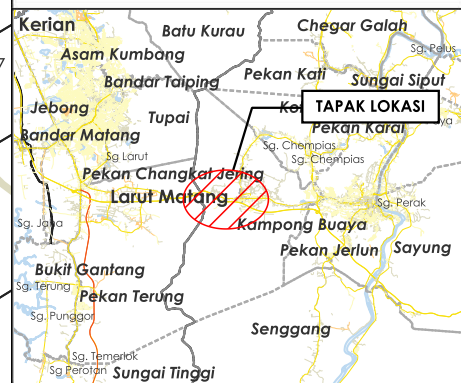 Kerian
Batu Kurau
Chegar Galah
Asam Kumbang
Sg. Pelus
7
Bandar Taiping
Pekan Kati
Sungai Siput
Jebong
TAPAK LOKASI
Tupai
Pekan Karai
Bandar Matang
Sg. Chempias
Sg Larut
Sg. Chempias
Pekan Changkat Jering
Larut Matang
Sg. Perak
Sg. Jaha
Kampong Buaya
Pekan Jerlun
Sayung
Bukit Gantang
Sg. Terung
Pekan Terung
Sg. Punggor
Senggang
Sg. Temerlok
Sg Perotan
Sungai Tinggi